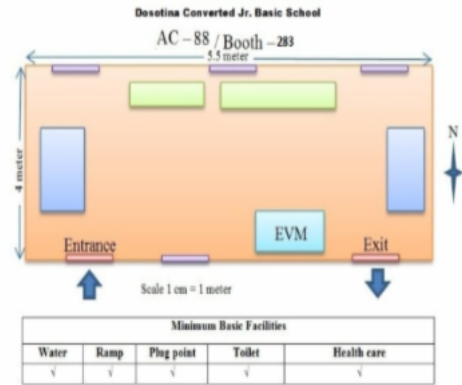 Dosotina Converted Jr. Basic School
AC – 88 / Booth – 283
5.5 meter
4 meter
N
EVM
Entrance
Exit
Scale 1 cm = 1 meter
Minimum Basic Facilities
Water Ramp Plug point Toilet Health care
√ √ √ √ √